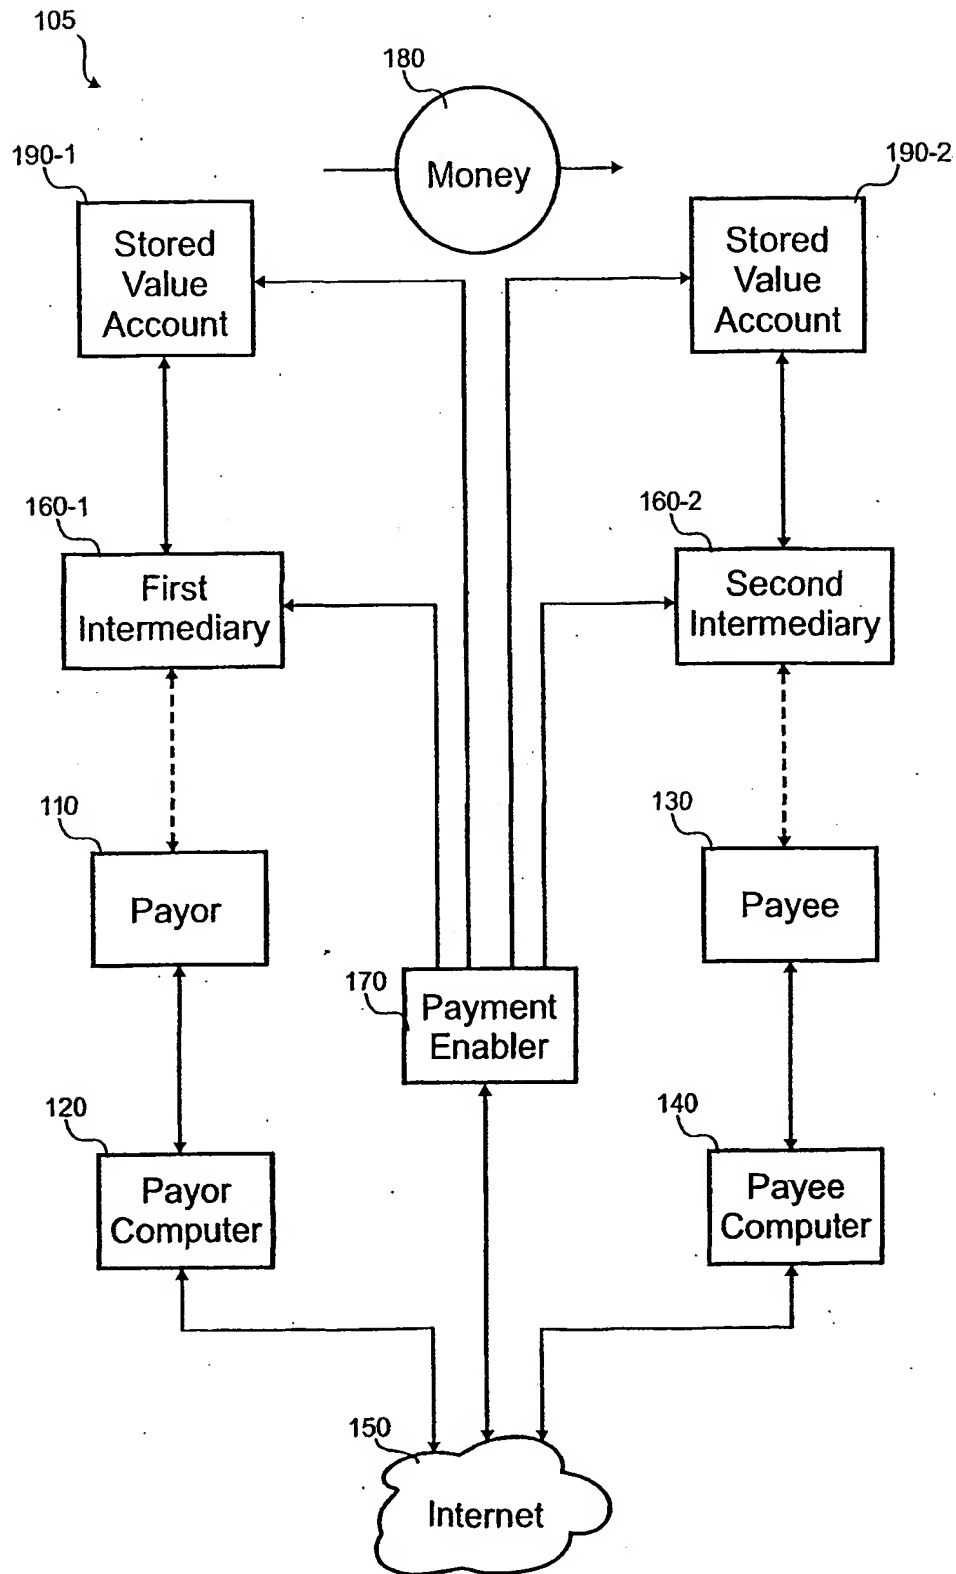 105
180
Money
190-1
Stored
Value
Account
190-2
Stored
Value
Account
160-1
First
Intermediary
160-2
Second
Intermediary
110
Payor
130
Payee
170
Payment
Enabler
120
Payor
Computer
140
Payee
Computer
150
Internet